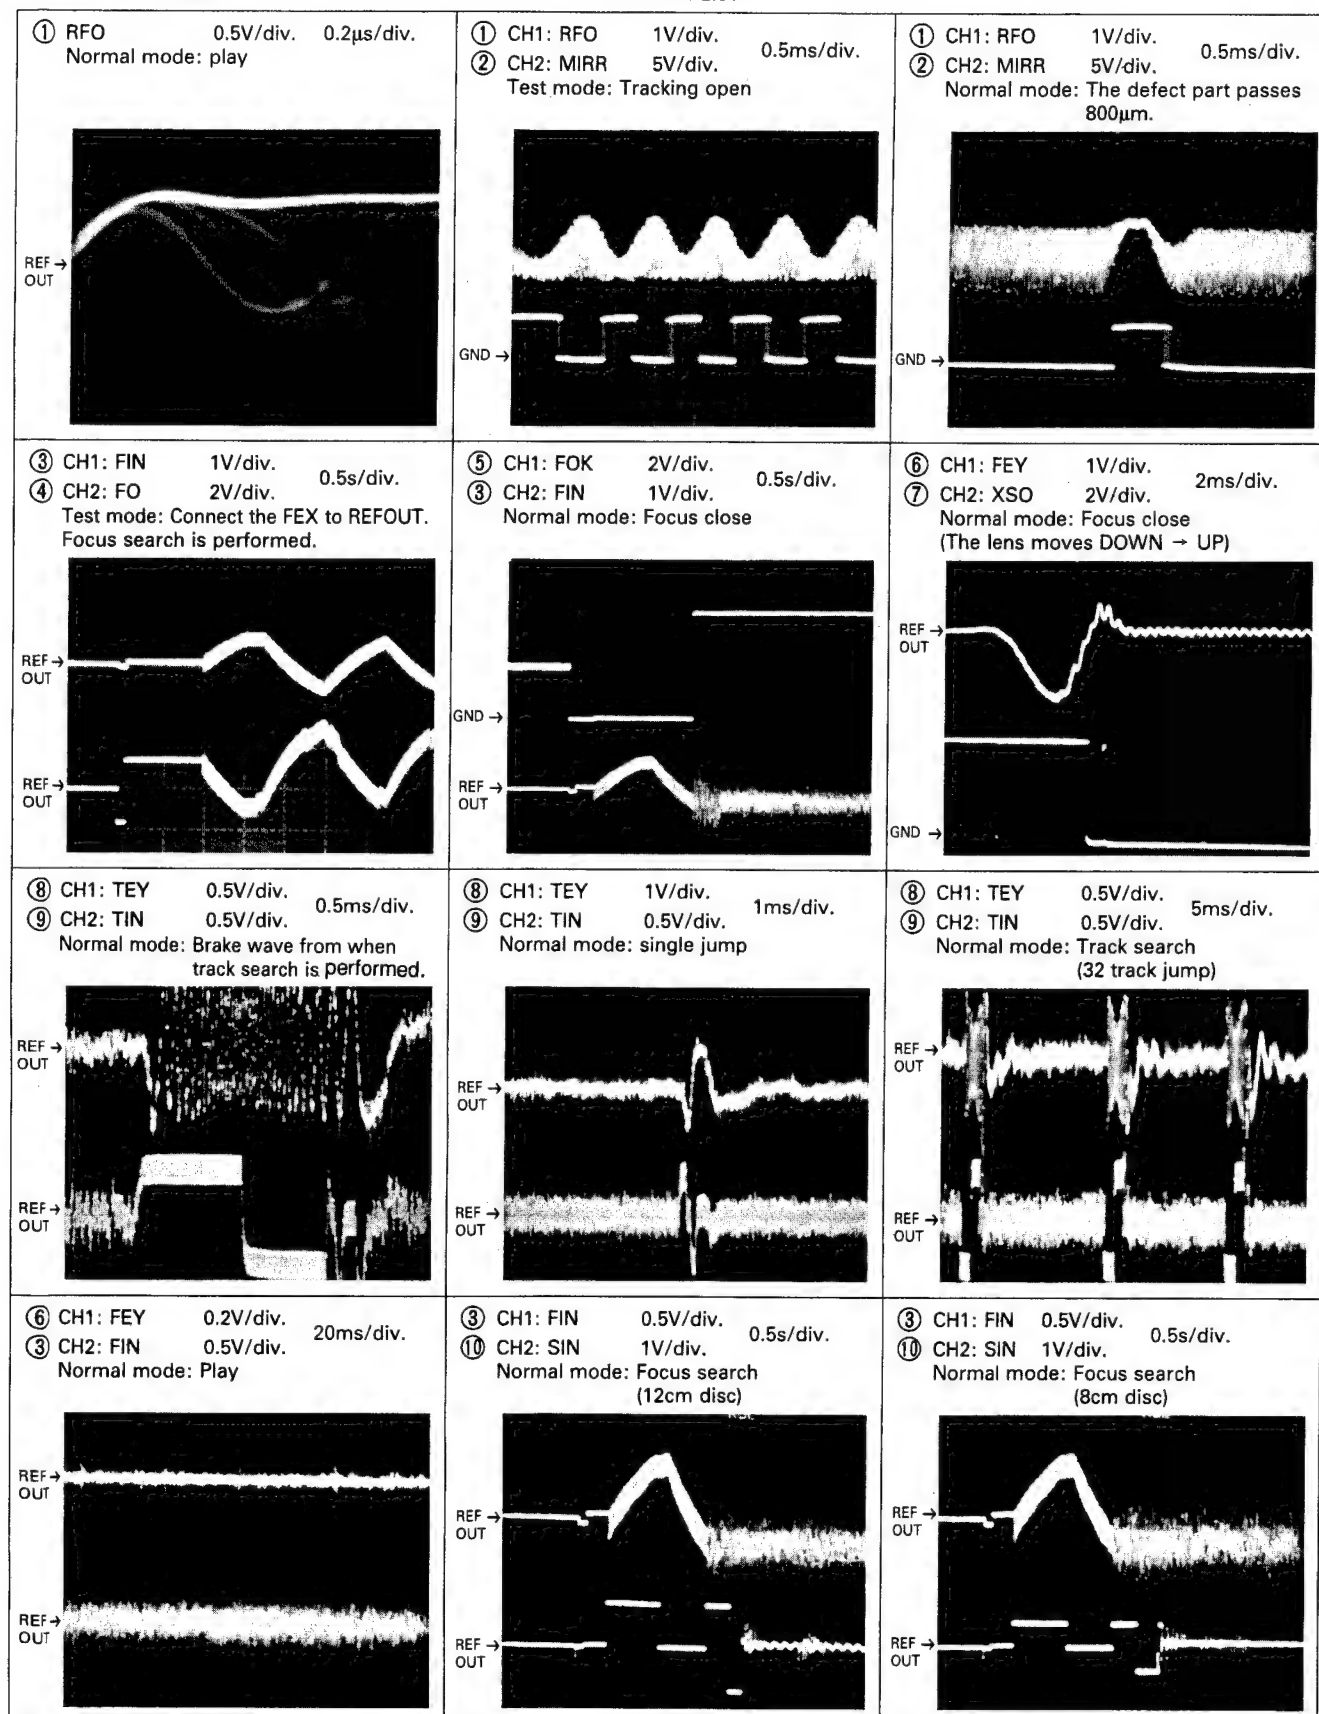 ① RFO 0.5V/div. 0.2µs/div.
Normal mode: play
REF →
OUT
① CH1: RFO 1V/div.
0.5ms/div.
② CH2: MIRR 5V/div.
Test mode: Tracking open
GND →
① CH1: RFO 1V/div.
0.5ms/div.
② CH2: MIRR 5V/div.
Normal mode: The defect part passes
800µm.
GND →
③ CH1: FIN 1V/div.
0.5s/div.
④ CH2: FO 2V/div.
Test mode: Connect the FEX to REFOUT.
Focus search is performed.
REF →
OUT
REF →
OUT
⑤ CH1: FOK 2V/div.
0.5s/div.
③ CH2: FIN 1V/div.
Normal mode: Focus close
GND →
REF →
OUT
⑥ CH1: FEY 1V/div.
2ms/div.
⑦ CH2: XSO 2V/div.
Normal mode: Focus close
(The lens moves DOWN → UP)
REF →
OUT
GND →
⑧ CH1: TEY 0.5V/div.
0.5ms/div.
⑨ CH2: TIN 0.5V/div.
Normal mode: Brake wave from when
track search is performed.
REF →
OUT
REF →
OUT
⑧ CH1: TEY 1V/div.
1ms/div.
⑨ CH2: TIN 0.5V/div.
Normal mode: single jump
REF →
OUT
REF →
OUT
⑧ CH1: TEY 0.5V/div.
5ms/div.
⑨ CH2: TIN 0.5V/div.
Normal mode: Track search
(32 track jump)
REF →
OUT
REF →
OUT
⑥ CH1: FEY 0.2V/div.
20ms/div.
③ CH2: FIN 0.5V/div.
Normal mode: Play
REF →
OUT
REF →
OUT
③ CH1: FIN 0.5V/div.
0.5s/div.
⑩ CH2: SIN 1V/div.
Normal mode: Focus search
(12cm disc)
REF →
OUT
REF →
OUT
③ CH1: FIN 0.5V/div.
0.5s/div.
⑩ CH2: SIN 1V/div.
Normal mode: Focus search
(8cm disc)
REF →
OUT
REF →
OUT